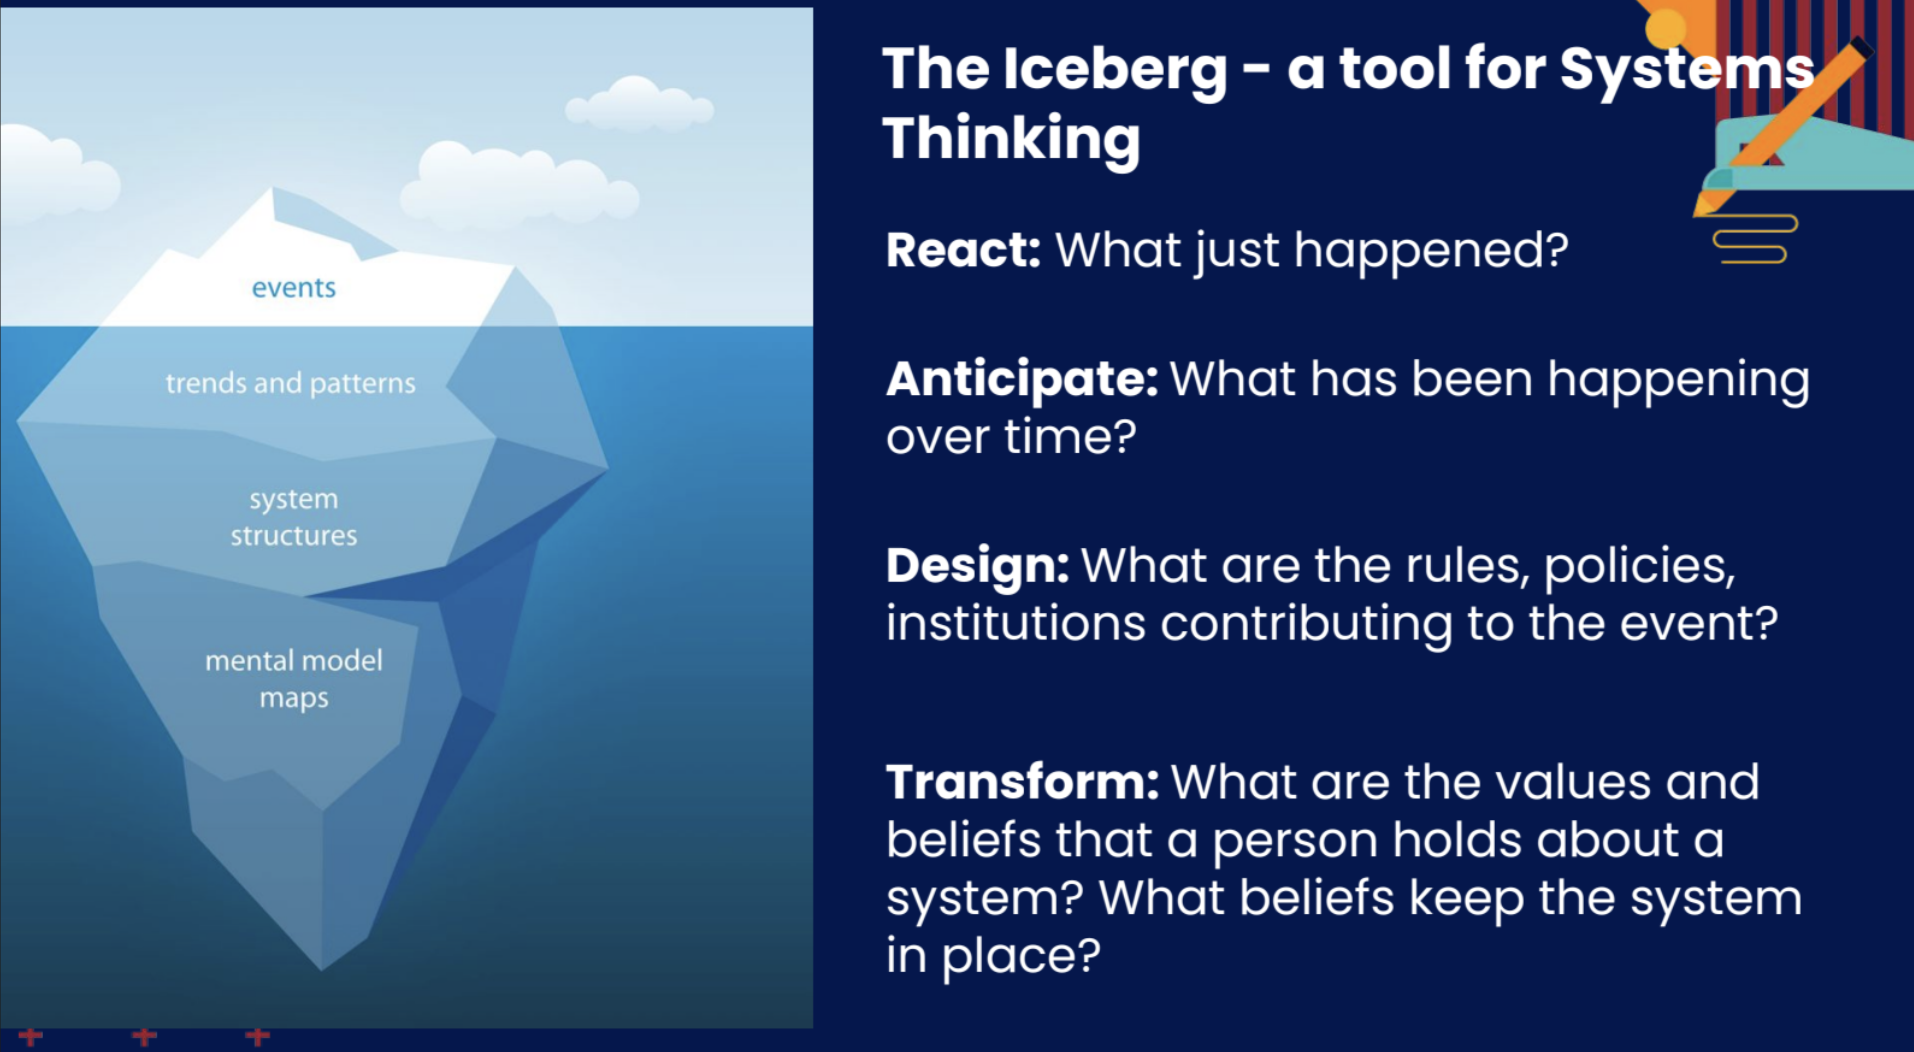 The Iceberg - a tool for Systems
Thinking
events
trends and patterns
system
structures
mental model
maps
React: What just happened?
Anticipate: What has been happening
over time?
Design: What are the rules, policies,
institutions contributing to the event?
Transform: What are the values and
beliefs that a person holds about a
system? What beliefs keep the system
in place?